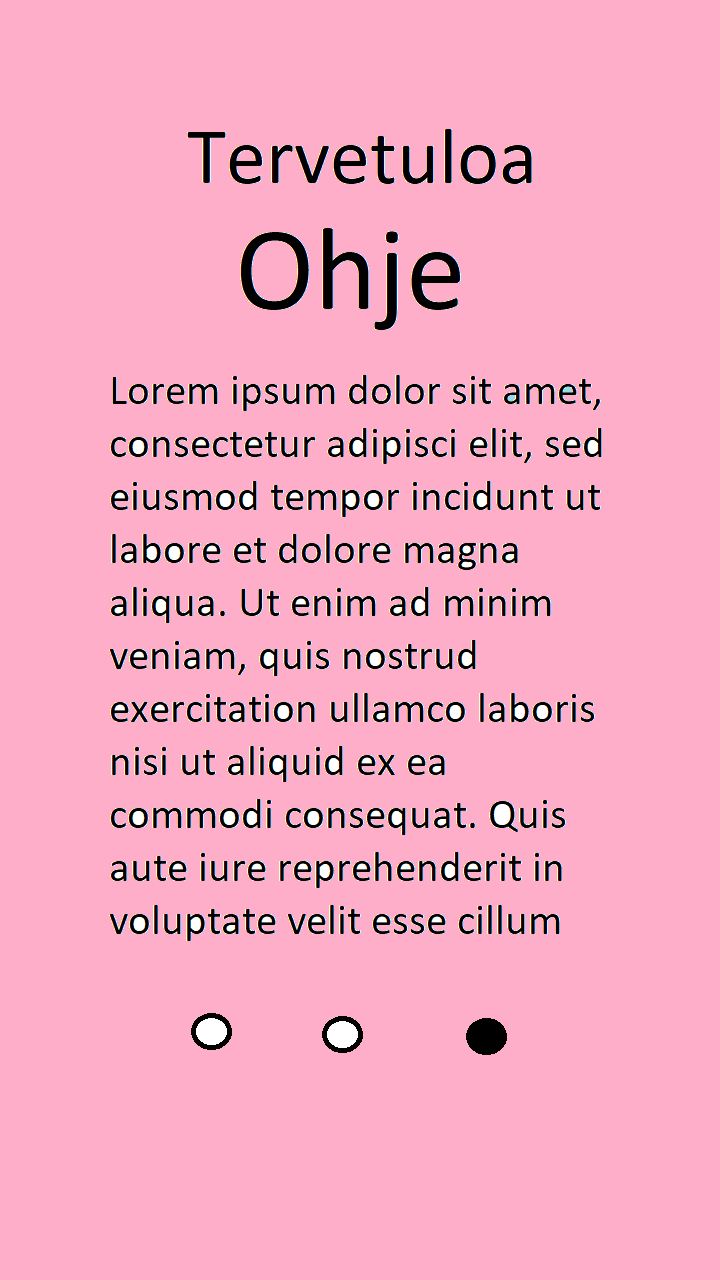 Tervetuloa
Ohje
Lorem ipsum dolor sit amet,
consectetur adipisci elit, sed
eiusmod tempor incidunt ut
labore et dolore magna
aliqua. Ut enim ad minim
veniam, quis nostrud
exercitation ullamco laboris
nisi ut aliquid ex ea
commodi consequat. Quis
aute iure reprehenderit in
voluptate velit esse cillum